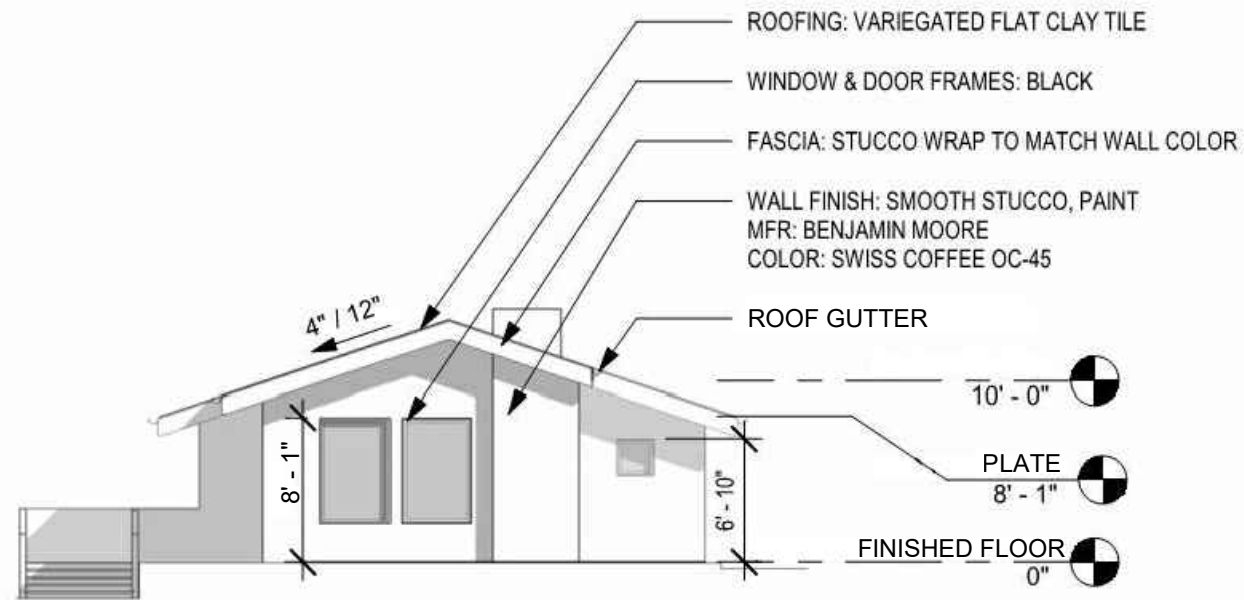 ROOFING: VARIEGATED FLAT CLAY TILE
WINDOW & DOOR FRAMES: BLACK
FASCIA: STUCCO WRAP TO MATCH WALL COLOR
WALL FINISH: SMOOTH STUCCO, PAINT
MFR: BENJAMIN MOORE
COLOR: SWISS COFFEE OC-45
4" / 12"
ROOF GUTTER
10' - 0"
8' - 1"
6' - 10"
PLATE
8' - 1"
FINISHED FLOOR
0"